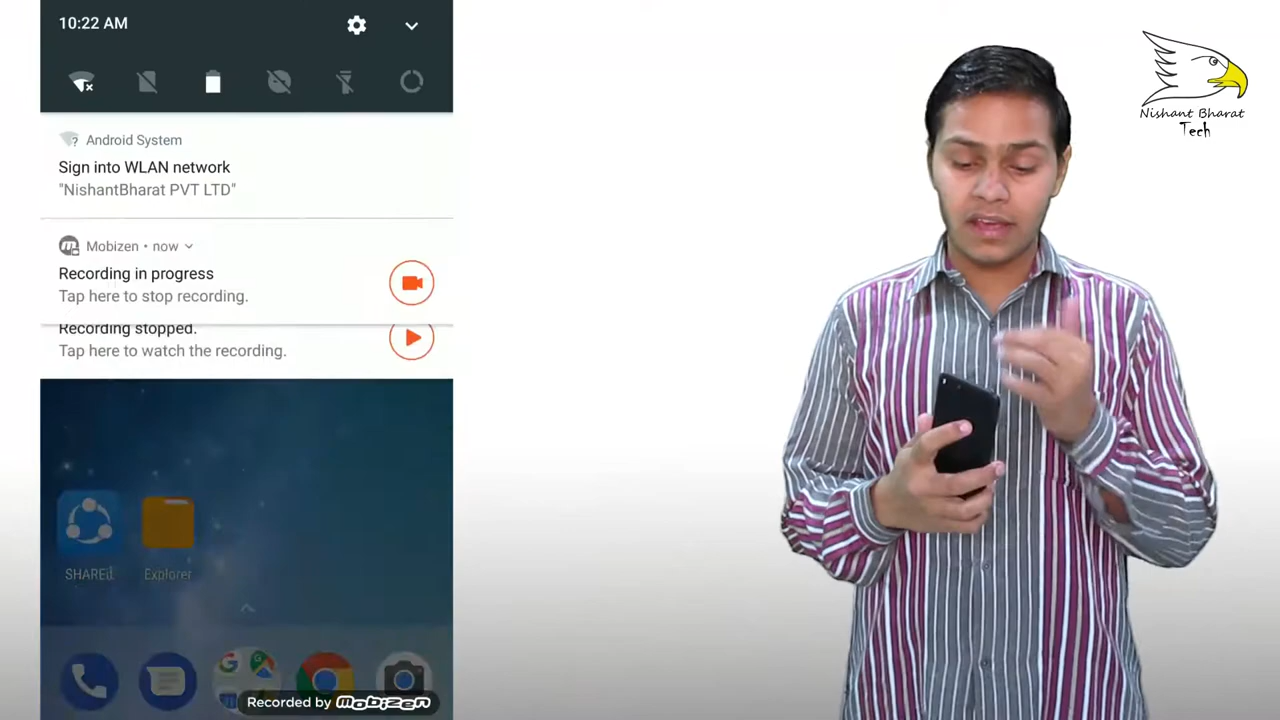 10:22 AM
Android System
Sign into WLAN network
"NishantBharat PVT LTD"
Mobizen • now
Recording in progress
Tap here to stop recording.
Recording stopped.
Tap here to watch the recording.
SHAREit
Explorer
Recorded by mobizen
Nishant Bharat
Tech